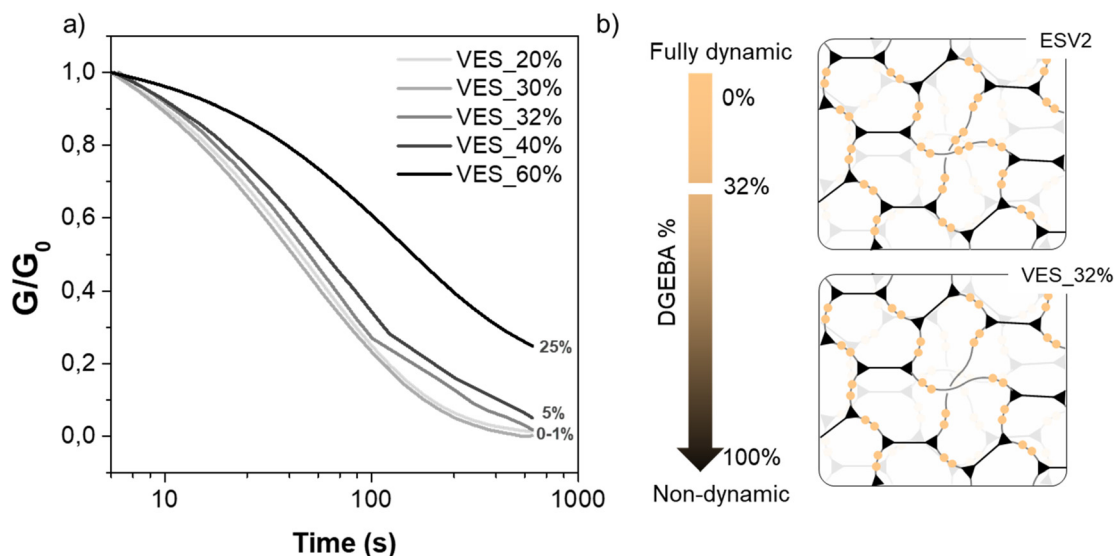 a)
G/G0
1,0
0,8
0,6
0,4
0,2
0,0
VES_20%
VES_30%
VES_32%
VES_40%
VES_60%
25%
5%
0-1%
10
100
1000
Time (s)
b)
Fully dynamic
0%
32%
DGEBA %
100%
Non-dynamic
ESV2
VES_32%